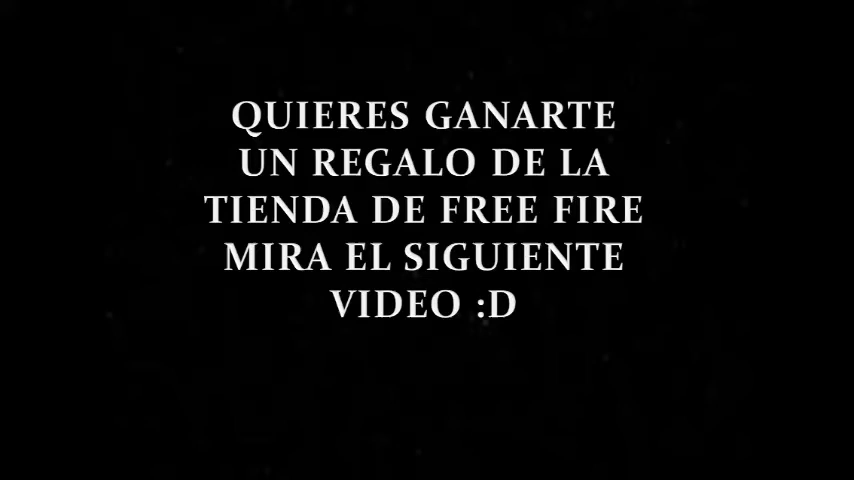 QUIERES GANARTE
UN REGALO DE LA
TIENDA DE FREE FIRE
MIRA EL SIGUIENTE
VIDEO :D